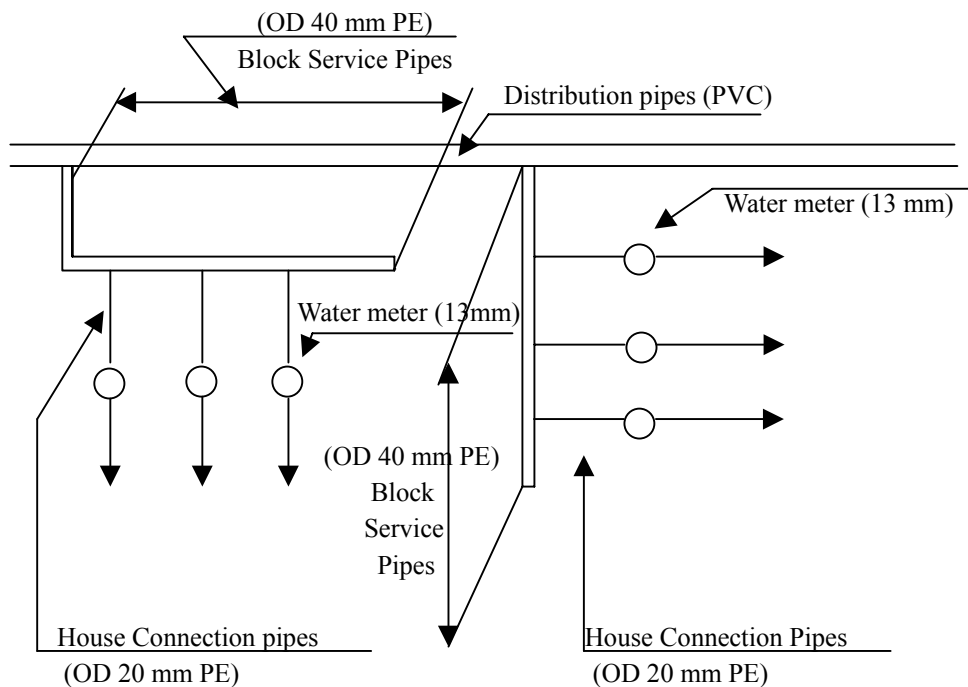 (OD 40 mm PE)
Block Service Pipes
Distribution pipes (PVC)
Water meter (13 mm)
Water meter (13mm)
(OD 40 mm PE)
Block
Service
Pipes
House Connection pipes
(OD 20 mm PE)
House Connection Pipes
(OD 20 mm PE)